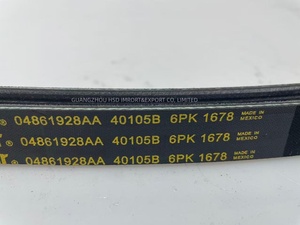 GUANGZHOU HSD IMPORT&EXPORT CO., LIMITED
® 04861928AA 40105B 6PK 1678 MADE IN MEXICO
® 04861928AA 40105B 6PK 1678 MADE IN MEXICO
T® 04861928AA 40105B 6PK 1678 MADE IN MEXICO